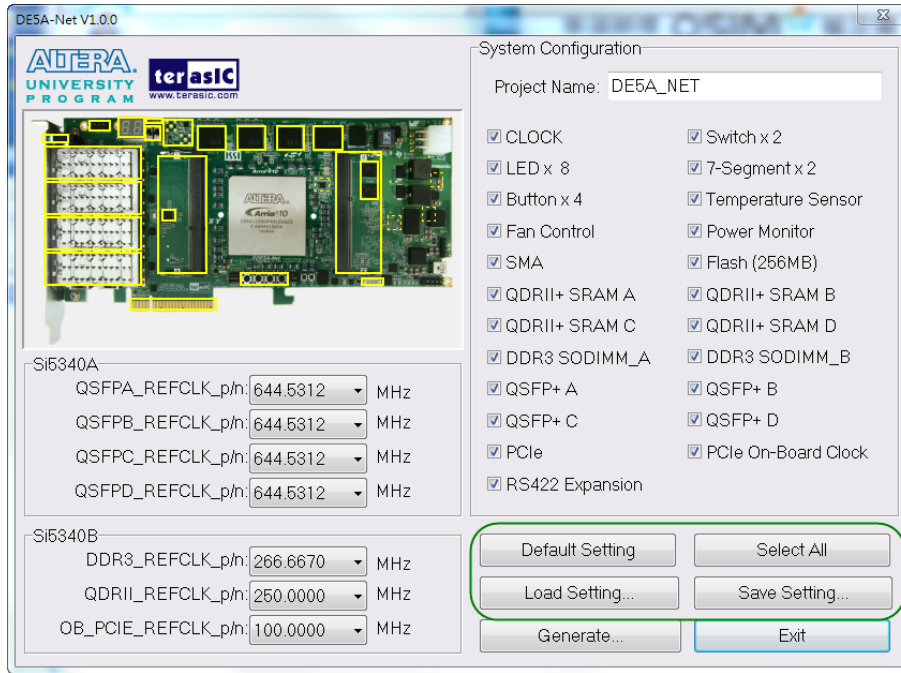 DE5A-Net V1.0.0
ALTERA.
UNIVERSITY
PROGRAM
terasIC
www.terasic.com
ALTERA
Arria 10
System Configuration
Project Name: DE5A_NET
CLOCK
Switch x 2
LED x 8
7-Segment x 2
Button x 4
Temperature Sensor
Fan Control
Power Monitor
SMA
Flash (256MB)
QDRII+ SRAM A
QDRII+ SRAM B
QDRII+ SRAM C
QDRII+ SRAM D
DDR3 SODIMM_A
DDR3 SODIMM_B
QSFP+ A
QSFP+ B
QSFP+ C
QSFP+ D
PCIe
PCIe On-Board Clock
RS422 Expansion
Si5340A
QSFPA_REFCLK_p/n: 644.5312 MHz
QSFPB_REFCLK_p/n: 644.5312 MHz
QSFPC_REFCLK_p/n: 644.5312 MHz
QSFPD_REFCLK_p/n: 644.5312 MHz
Si5340B
DDR3_REFCLK_p/n: 266.6670 MHz
QDRII_REFCLK_p/n: 250.0000 MHz
OB_PCIE_REFCLK_p/n: 100.0000 MHz
Default Setting
Select All
Load Setting...
Save Setting...
Generate...
Exit